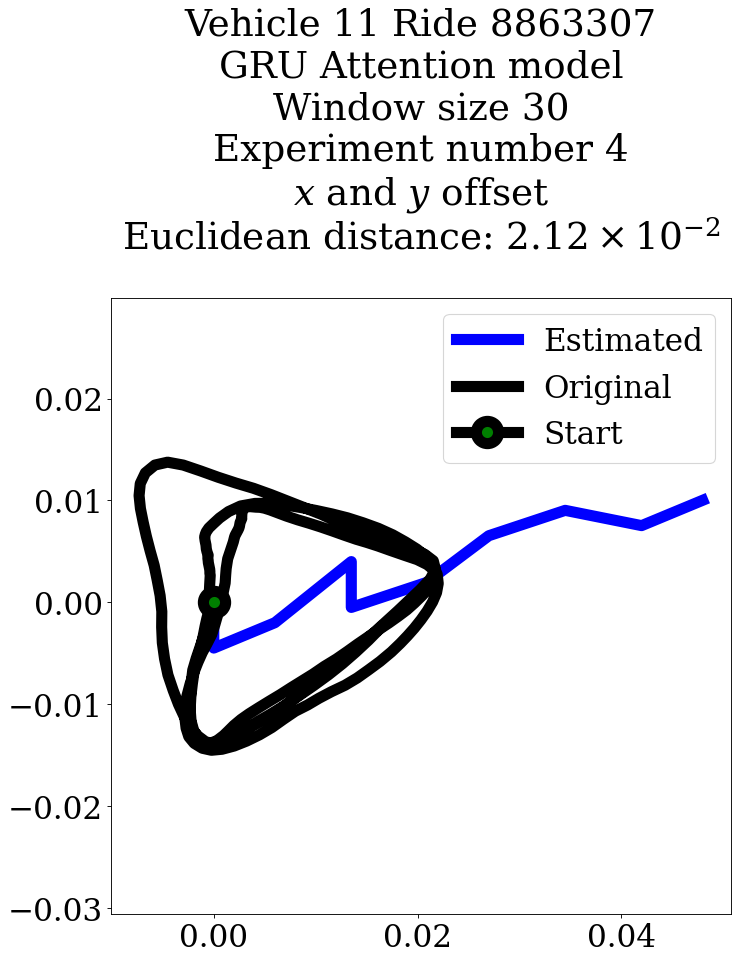 Vehicle 11 Ride 8863307
GRU Attention model
Window size 30
Experiment number 4
x and y offset
Euclidean distance: 2.12 × 10⁻²
Estimated
Original
Start
0.02
0.01
0.00
−0.01
−0.02
−0.03
0.00 0.02 0.04